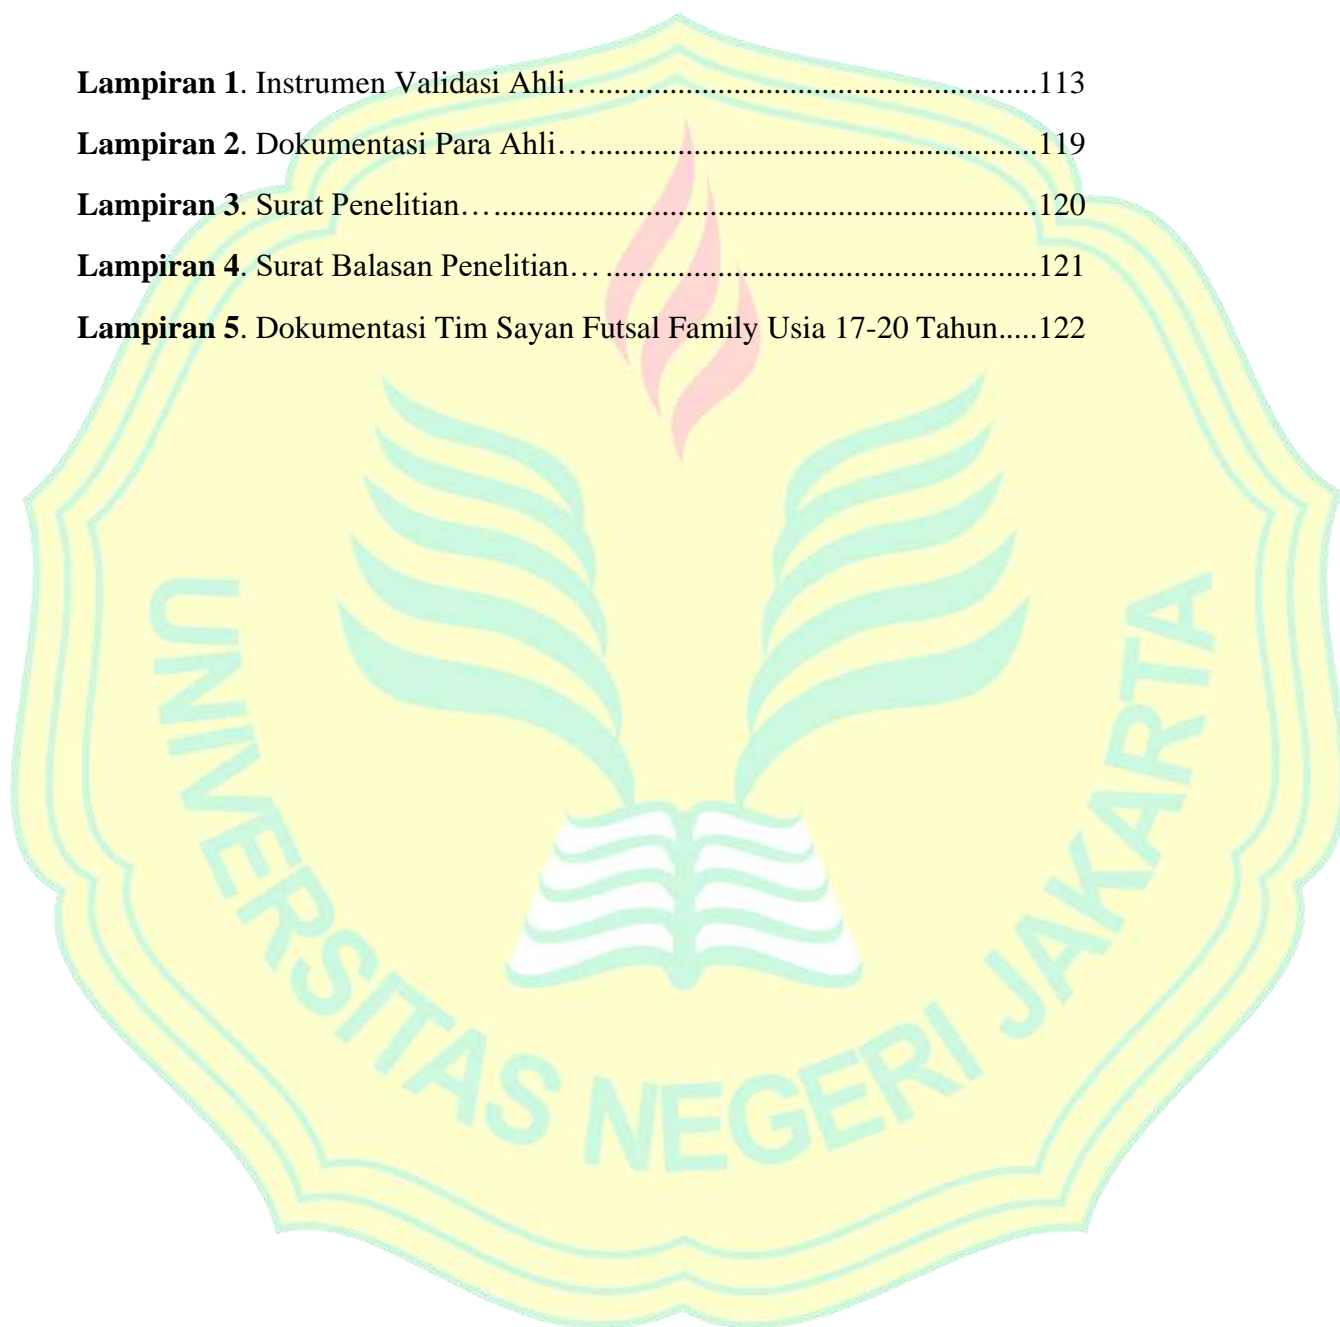 Lampiran 1. Instrumen Validasi Ahli….......................................................113
Lampiran 2. Dokumentasi Para Ahli….......................................................119
Lampiran 3. Surat Penelitian….....................................................................120
Lampiran 4. Surat Balasan Penelitian… ......................................................121
Lampiran 5. Dokumentasi Tim Sayan Futsal Family Usia 17-20 Tahun.....122
UNIVERSITAS NEGERI JAKARTA